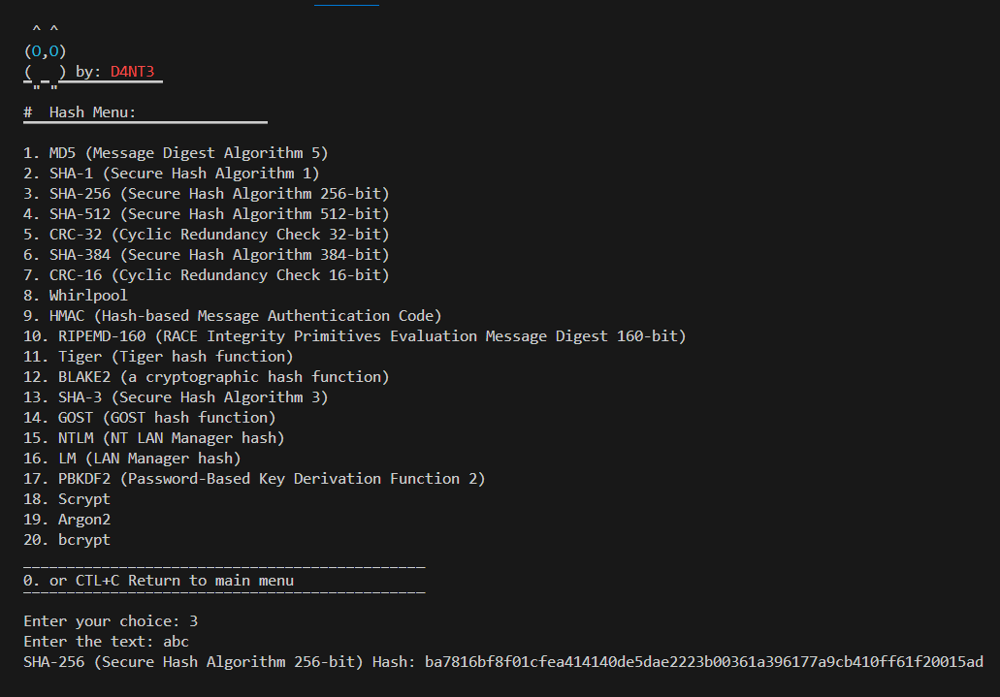 ^ ^
(O,O)
(   ) by: D4NT3
" "
#  Hash Menu:
1. MD5 (Message Digest Algorithm 5)
2. SHA-1 (Secure Hash Algorithm 1)
3. SHA-256 (Secure Hash Algorithm 256-bit)
4. SHA-512 (Secure Hash Algorithm 512-bit)
5. CRC-32 (Cyclic Redundancy Check 32-bit)
6. SHA-384 (Secure Hash Algorithm 384-bit)
7. CRC-16 (Cyclic Redundancy Check 16-bit)
8. Whirlpool
9. HMAC (Hash-based Message Authentication Code)
10. RIPEMD-160 (RACE Integrity Primitives Evaluation Message Digest 160-bit)
11. Tiger (Tiger hash function)
12. BLAKE2 (a cryptographic hash function)
13. SHA-3 (Secure Hash Algorithm 3)
14. GOST (GOST hash function)
15. NTLM (NT LAN Manager hash)
16. LM (LAN Manager hash)
17. PBKDF2 (Password-Based Key Derivation Function 2)
18. Scrypt
19. Argon2
20. bcrypt
0. or CTL+C Return to main menu
Enter your choice: 3
Enter the text: abc
SHA-256 (Secure Hash Algorithm 256-bit) Hash: ba7816bf8f01cfea414140de5dae2223b00361a396177a9cb410ff61f20015ad